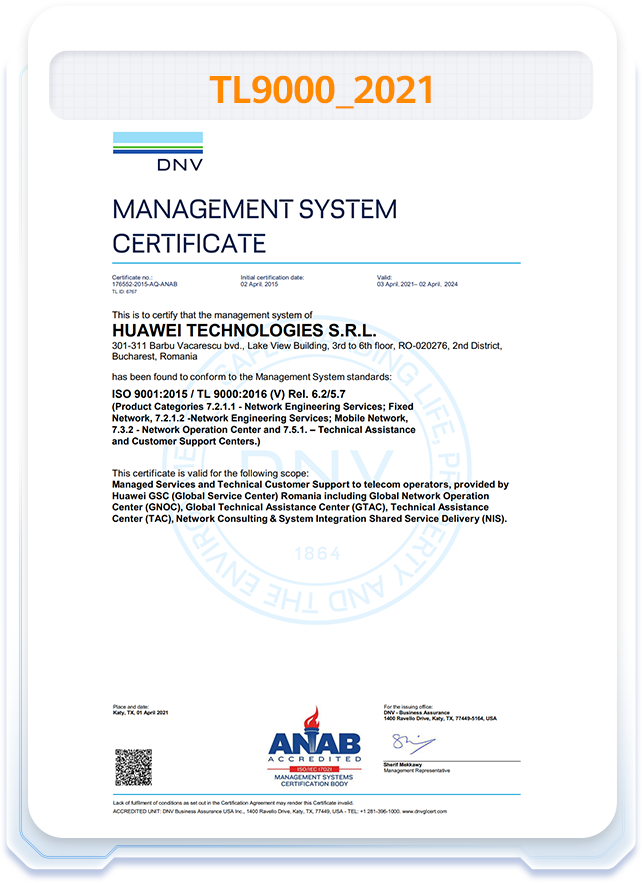 TL9000_2021
DNV
MANAGEMENT SYSTEM
CERTIFICATE
Certificate no.: Initial certification date: Valid:
176552-2015-AQ-ANAB 02 April, 2015 03 April, 2021– 02 April, 2024
TL ID: 6767
This is to certify that the management system of
HUAWEI TECHNOLOGIES S.R.L.
301-311 Barbu Vacarescu bvd., Lake View Building, 3rd to 6th floor, RO-020276, 2nd District,
Bucharest, Romania
has been found to conform to the Management System standards:
ISO 9001:2015 / TL 9000:2016 (V) Rel. 6.2/5.7
(Product Categories 7.2.1.1 - Network Engineering Services; Fixed
Network, 7.2.1.2 -Network Engineering Services; Mobile Network,
7.3.2 - Network Operation Center and 7.5.1. – Technical Assistance
and Customer Support Centers.)
This certificate is valid for the following scope:
Managed Services and Technical Customer Support to telecom operators, provided by
Huawei GSC (Global Service Center) Romania including Global Network Operation
Center (GNOC), Global Technical Assistance Center (GTAC), Technical Assistance
Center (TAC), Network Consulting & System Integration Shared Service Delivery (NIS).
DNV
1864
Place and date:
Katy, TX, 01 April 2021
For the issuing office:
DNV - Business Assurance
1400 Ravello Drive, Katy, TX, 77449-5164, USA
ANAB
ACCREDITED
ISO/IEC 17021
MANAGEMENT SYSTEMS
CERTIFICATION BODY
Sherif Mekkawy
Management Representative
Lack of fulfilment of conditions as set out in the Certification Agreement may render this Certificate invalid.
ACCREDITED UNIT: DNV Business Assurance USA Inc., 1400 Ravello Drive, Katy, TX, 77449, USA - TEL: +1 281-396-1000. www.dnvglcert.com